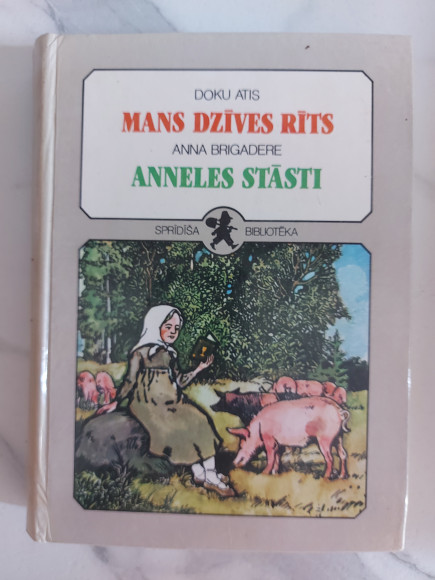 DOKU ATIS
MANS DZĪVES RĪTS
ANNA BRIGADERE
ANNELES STĀSTI
SPRĪDĪŠA BIBLIOTĒKA